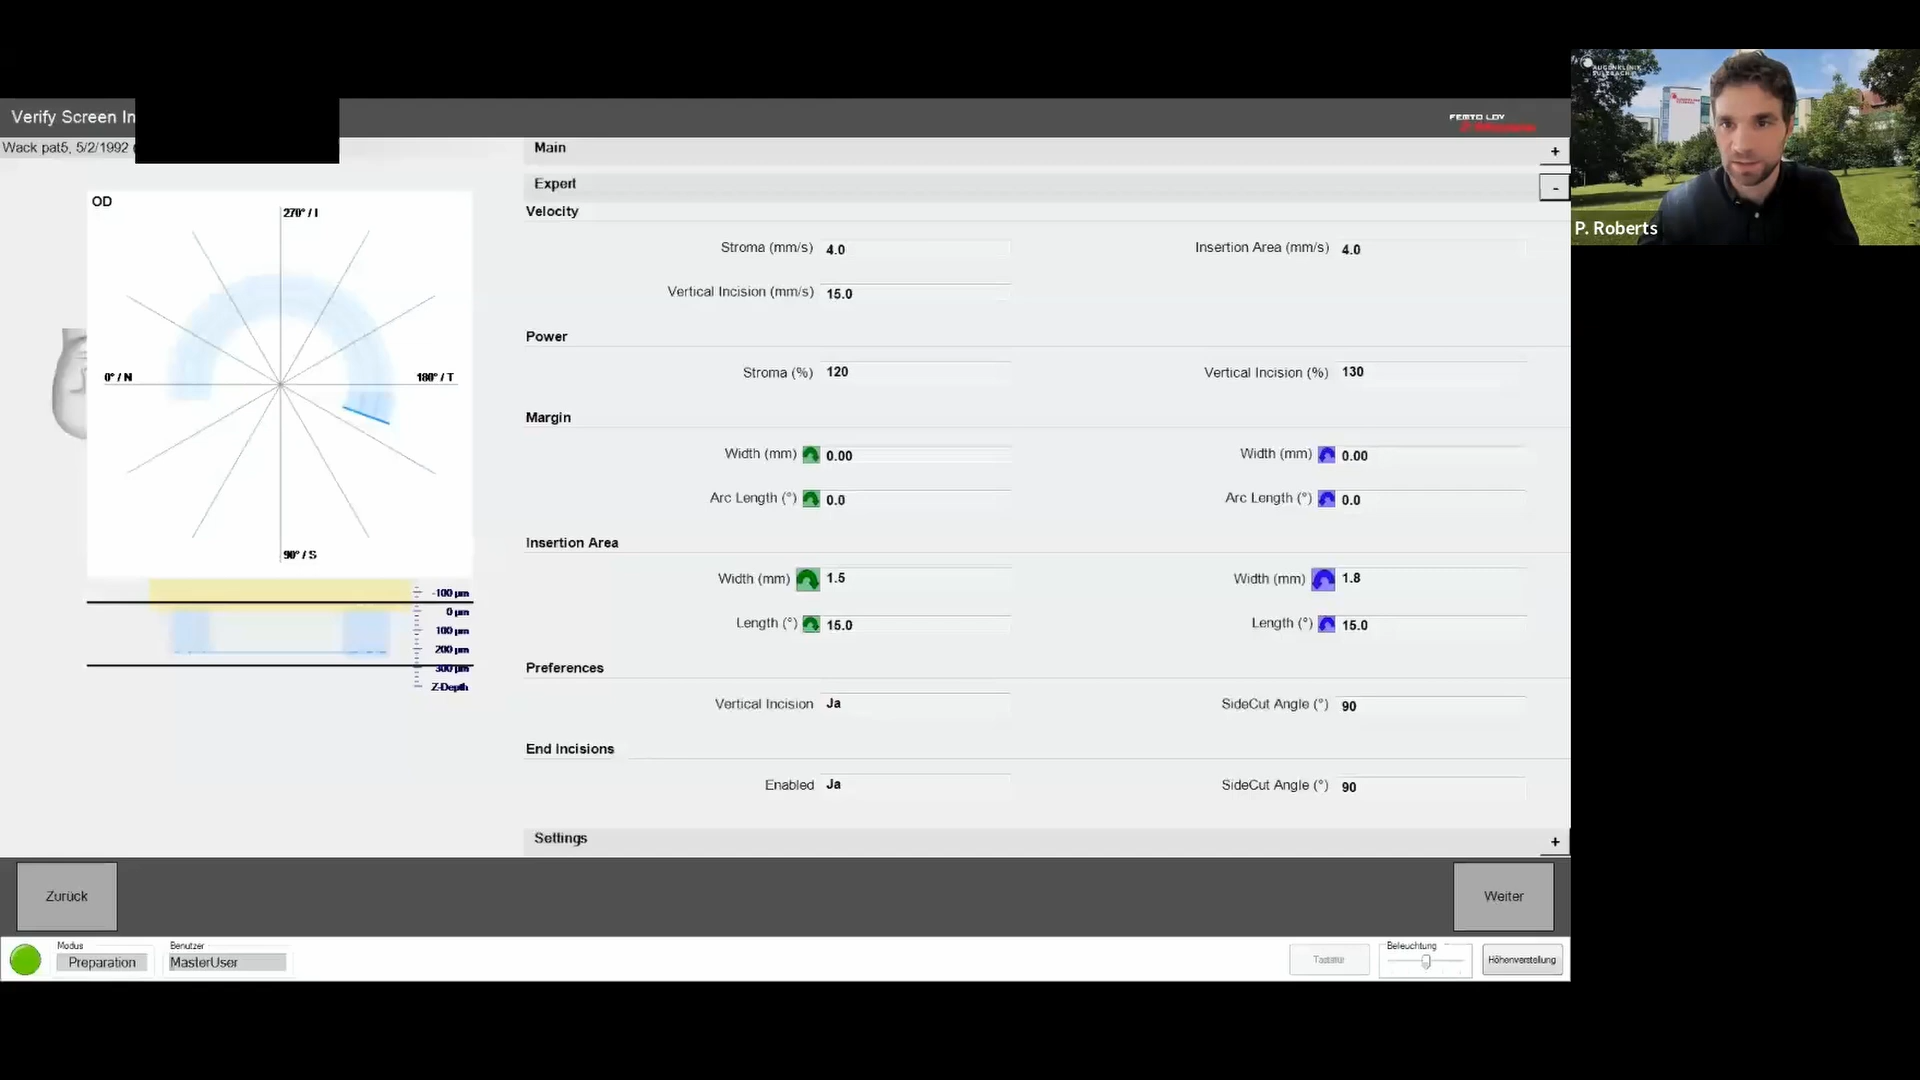 Verify Screen In
FEMTO LDV
Wack pat5, 5/2/1992
OD
270° / I
0° / N
180° / T
90° / S
-100 µm
0 µm
100 µm
200 µm
300 µm
Z-Depth
Main +
Expert -
Velocity
Stroma (mm/s) 4.0 Insertion Area (mm/s) 4.0
Vertical Incision (mm/s) 15.0
Power
Stroma (%) 120 Vertical Incision (%) 130
Margin
Width (mm) 0.00 Width (mm) 0.00
Arc Length (°) 0.0 Arc Length (°) 0.0
Insertion Area
Width (mm) 1.5 Width (mm) 1.8
Length (°) 15.0 Length (°) 15.0
Preferences
Vertical Incision Ja SideCut Angle (°) 90
End Incisions
Enabled Ja SideCut Angle (°) 90
Settings +
Zurück Weiter
Modus Benutzer Beleuchtung
Preparation MasterUser Tastatur Höhenverstellung
AUGENKLINIK
SULZBACH
P. Roberts